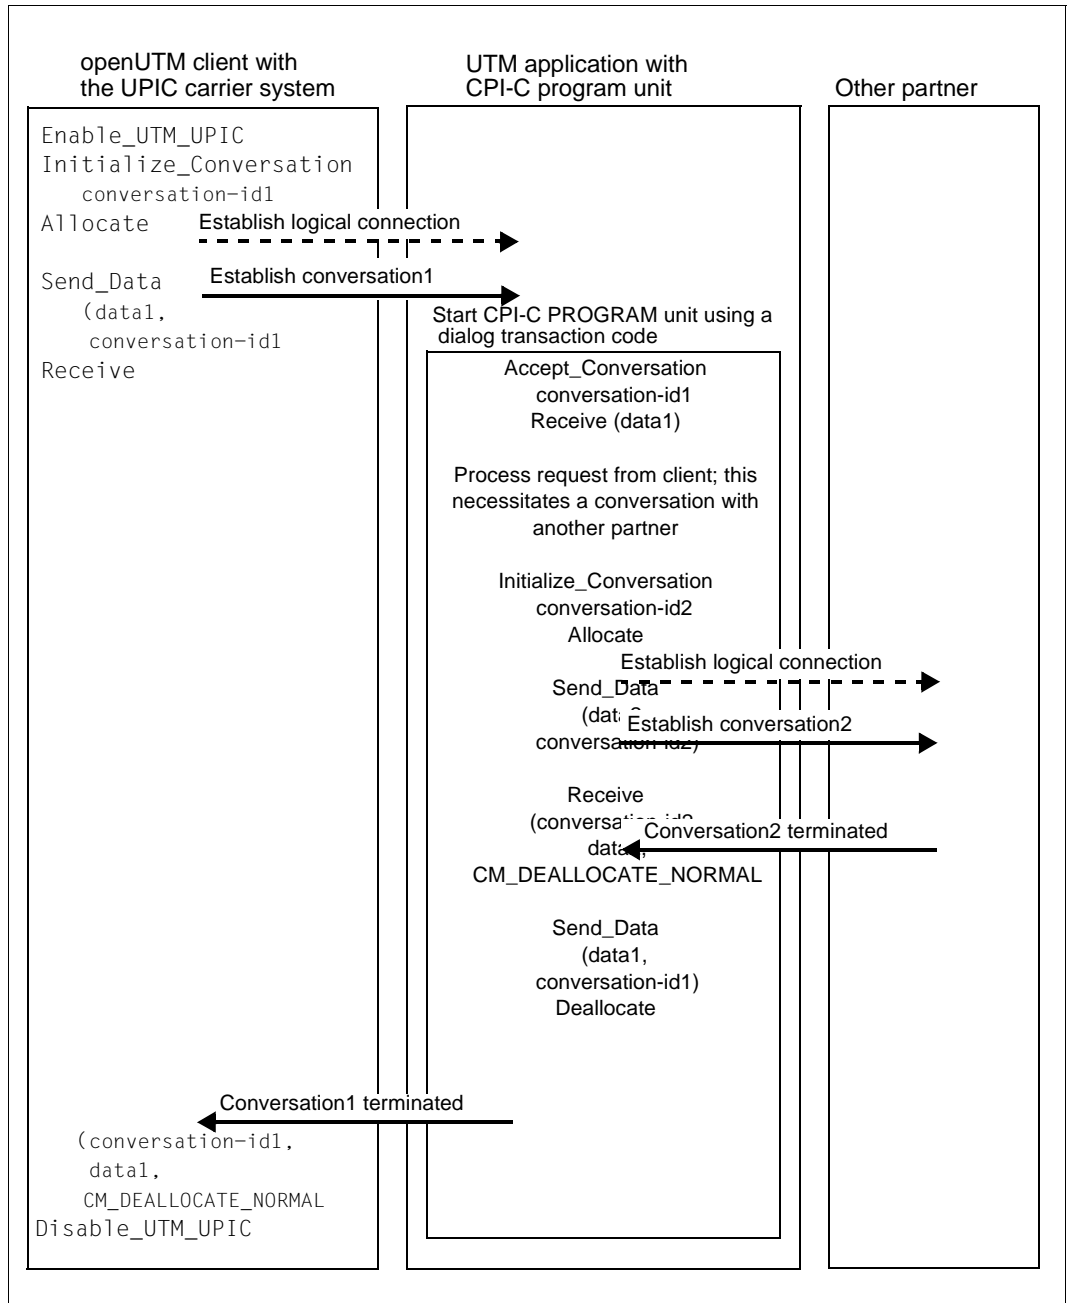 openUTM client with
the UPIC carrier system
UTM application with
CPI-C program unit
Other partner
Enable_UTM_UPIC
Initialize_Conversation
conversation-id1
Allocate
Establish logical connection
Send_Data
Establish conversation1
(data1,
conversation-id1
Receive
Start CPI-C PROGRAM unit using a
dialog transaction code
Accept_Conversation
conversation-id1
Receive (data1)
Process request from client; this
necessitates a conversation with
another partner
Initialize_Conversation
conversation-id2
Allocate
Establish logical connection
Send_Data
Establish conversation2
conversation-id2)
Receive
Conversation2 terminated
CM_DEALLOCATE_NORMAL
Send_Data
(data1,
conversation-id1)
Deallocate
Conversation1 terminated
(conversation-id1,
data1,
CM_DEALLOCATE_NORMAL
Disable_UTM_UPIC